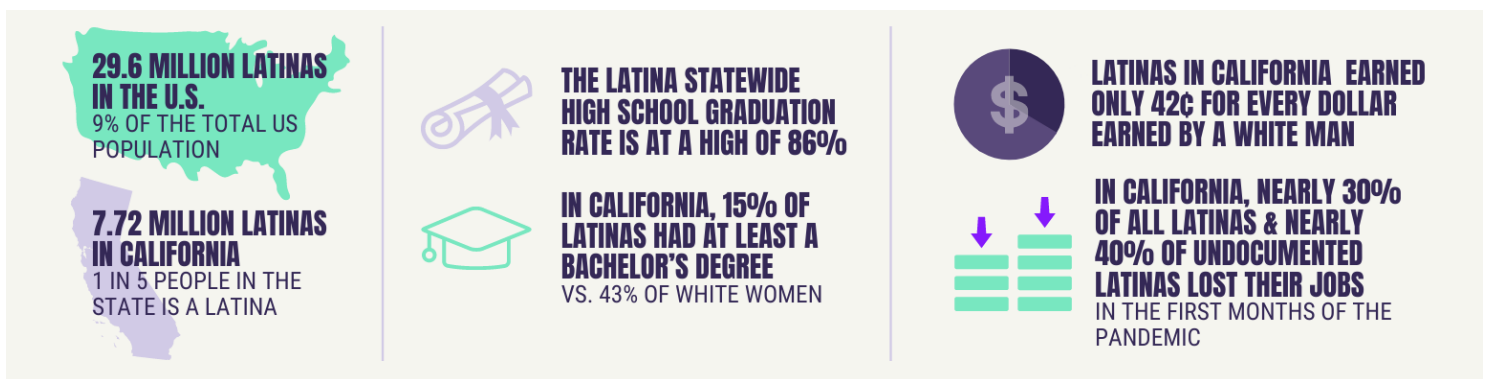 29.6 MILLION LATINAS
IN THE U.S.
9% OF THE TOTAL US
POPULATION
7.72 MILLION LATINAS
IN CALIFORNIA
1 IN 5 PEOPLE IN THE
STATE IS A LATINA
THE LATINA STATEWIDE
HIGH SCHOOL GRADUATION
RATE IS AT A HIGH OF 86%
IN CALIFORNIA, 15% OF
LATINAS HAD AT LEAST A
BACHELOR'S DEGREE
VS. 43% OF WHITE WOMEN
$
LATINAS IN CALIFORNIA EARNED
ONLY 42¢ FOR EVERY DOLLAR
EARNED BY A WHITE MAN
IN CALIFORNIA, NEARLY 30%
OF ALL LATINAS & NEARLY
40% OF UNDOCUMENTED
LATINAS LOST THEIR JOBS
IN THE FIRST MONTHS OF THE
PANDEMIC